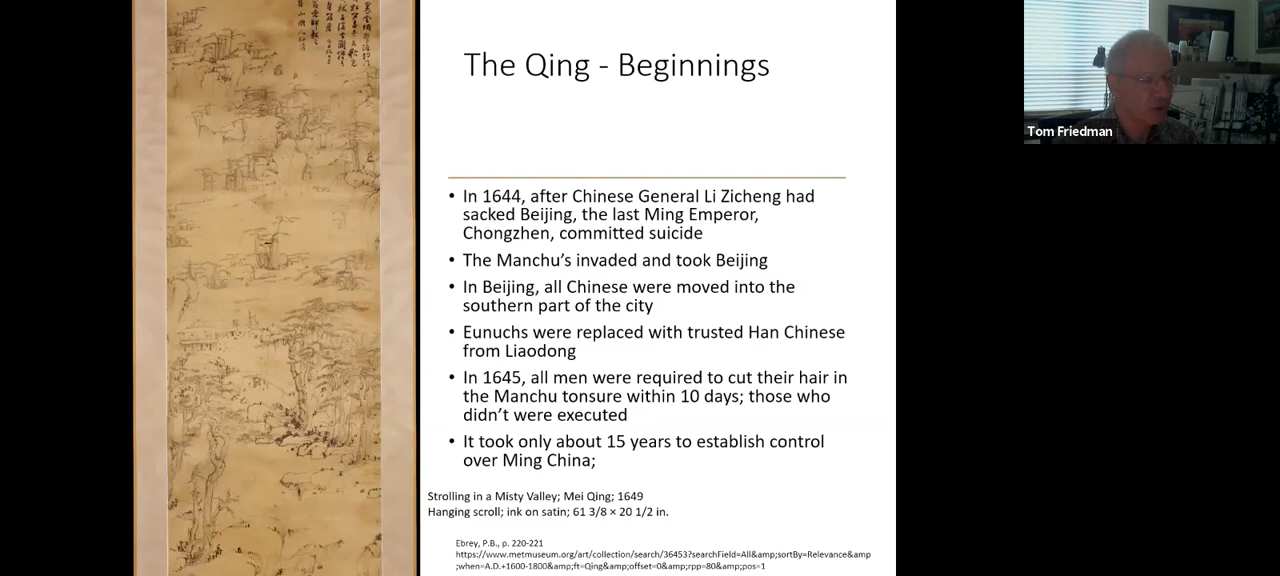 The Qing - Beginnings
• In 1644, after Chinese General Li Zicheng had
sacked Beijing, the last Ming Emperor,
Chongzhen, committed suicide
• The Manchu’s invaded and took Beijing
• In Beijing, all Chinese were moved into the
southern part of the city
• Eunuchs were replaced with trusted Han Chinese
from Liaodong
• In 1645, all men were required to cut their hair in
the Manchu tonsure within 10 days; those who
didn’t were executed
• It took only about 15 years to establish control
over Ming China;
Strolling in a Misty Valley; Mei Qing; 1649
Hanging scroll; ink on satin; 61 3/8 × 20 1/2 in.
Ebrey, P.B., p. 220-221
https://www.metmuseum.org/art/collection/search/36453?searchField=All&amp;sortBy=Relevance&amp
;when=A.D.+1600-1800&amp;ft=Qing&amp;offset=0&amp;rpp=80&amp;pos=1
Tom Friedman